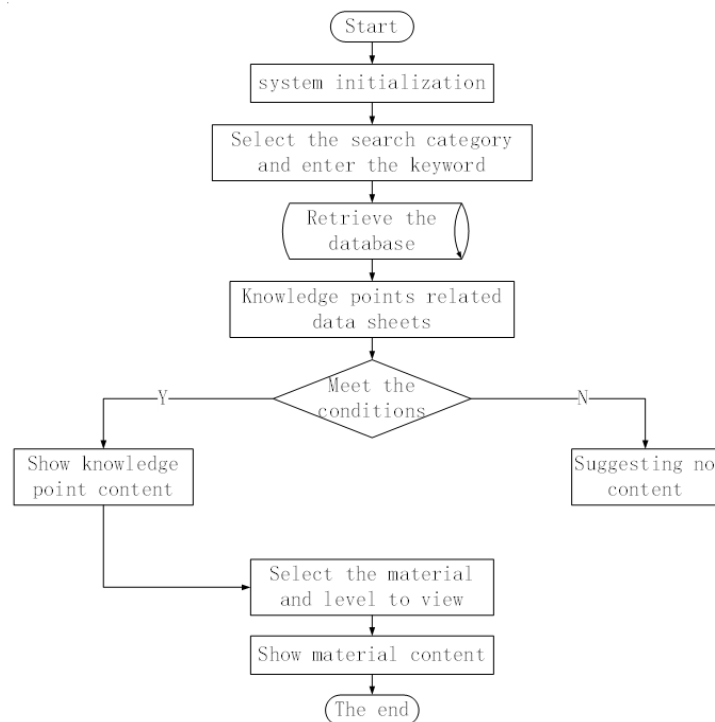 Start
system initialization
Select the search category
and enter the keyword
Retrieve the
database
Knowledge points related
data sheets
Meet the
conditions
Y
N
Show knowledge
point content
Suggesting no
content
Select the material
and level to view
Show material content
The end